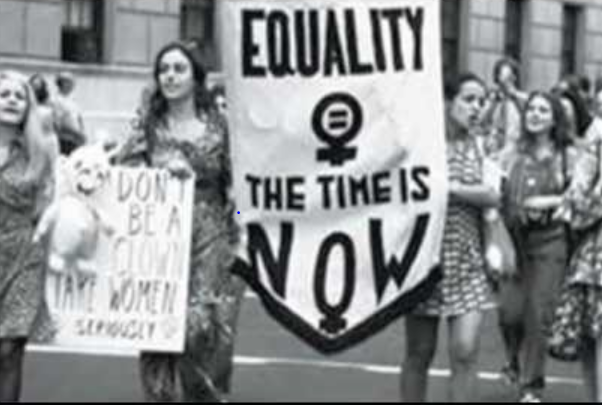 EQUALITY
=
THE TIME IS
NOW
DON'T
BE A
CLOWN
TAKE WOMEN
SERIOUSLY